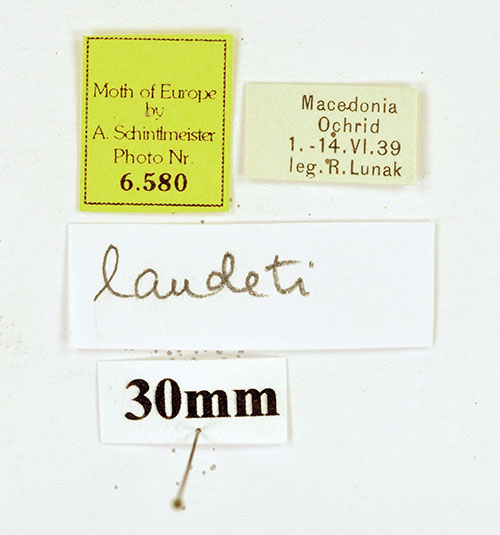 Moth of Europe
by
A. Schintlmeister
Photo Nr.
6.580
Macedonia
Ochrid
1.-14.VI.39
leg. R. Lunak
laudeti
30mm